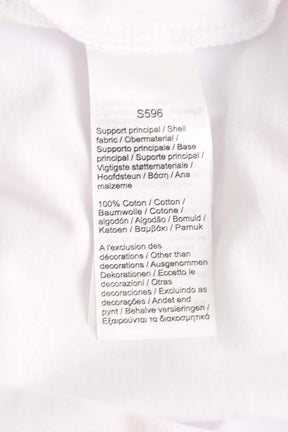 S596
Support principal / Shell
fabric / Obermaterial /
Supporto principale / Base
principal / Suporte principal /
Vigtigste støttemateriale /
Hoofdsteun / Βάση / Ana
malzeme
100% Coton / Cotton /
Baumwolle / Cotone /
algodón / Algodão / Bomuld /
Katoen / Βαμβάκι / Pamuk
A l'exclusion des
décorations / Other than
decorations / Ausgenommen
Dekorationen / Eccetto le
decorazioni / Otras
decoraciones / Excluindo as
decorações / Andet end
pynt / Behalve versieringen /
Εξαιρούνται τα διακοσμητικά